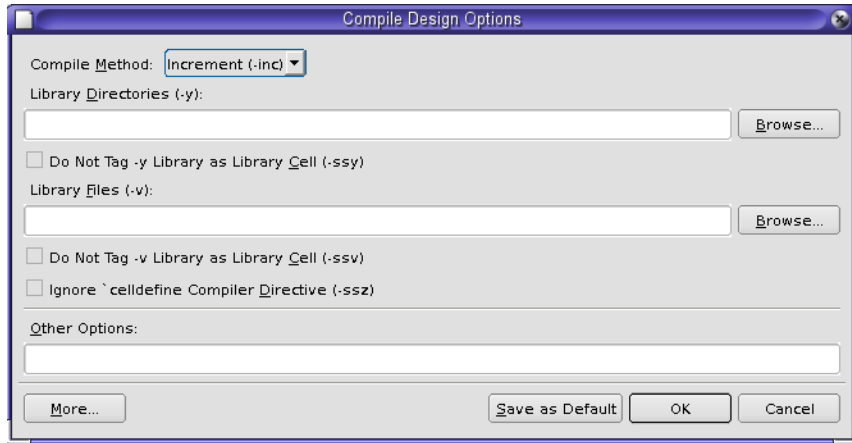 Compile Design Options
Compile Method: Increment (-inc)
Library Directories (-y):
Browse...
Do Not Tag -y Library as Library Cell (-ssy)
Library Files (-v):
Browse...
Do Not Tag -v Library as Library Cell (-ssv)
Ignore `celldefine Compiler Directive (-ssz)
Other Options:
More... Save as Default OK Cancel